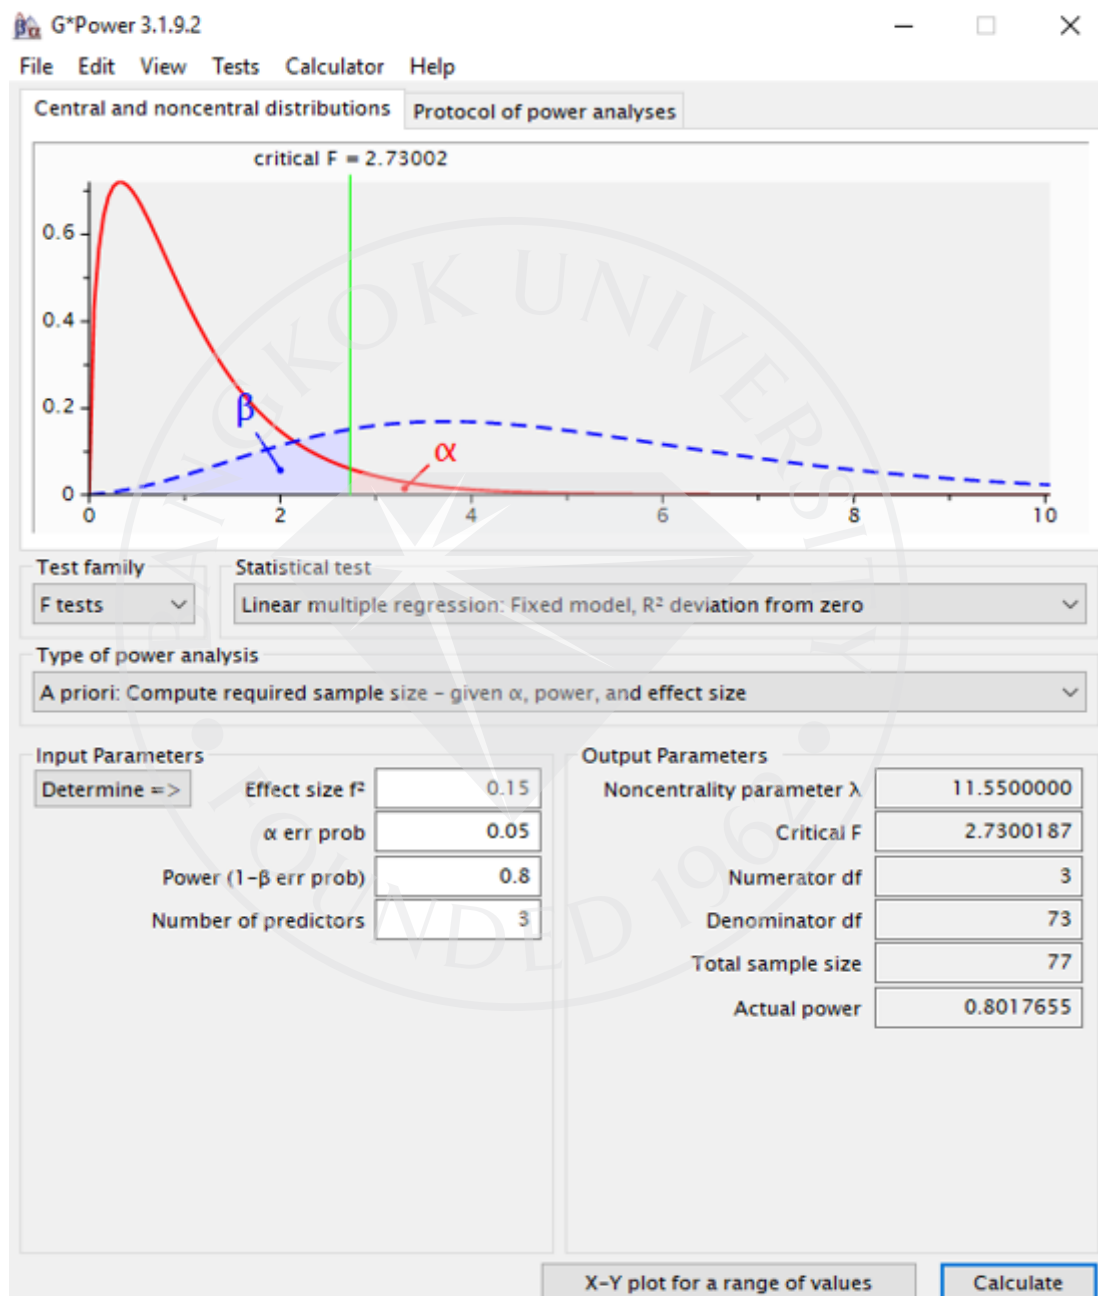 G*Power 3.1.9.2
File Edit View Tests Calculator Help
Central and noncentral distributions Protocol of power analyses
critical F = 2.73002
0.6
0.4
0.2
0
β
α
0 2 4 6 8 10
Test family Statistical test
F tests Linear multiple regression: Fixed model, R² deviation from zero
Type of power analysis
A priori: Compute required sample size - given α, power, and effect size
Input Parameters
Determine => Effect size f² 0.15
α err prob 0.05
Power (1-β err prob) 0.8
Number of predictors 3
Output Parameters
Noncentrality parameter λ 11.5500000
Critical F 2.7300187
Numerator df 3
Denominator df 73
Total sample size 77
Actual power 0.8017655
X-Y plot for a range of values Calculate
BANGKOK UNIVERSITY
FOUNDED 1962